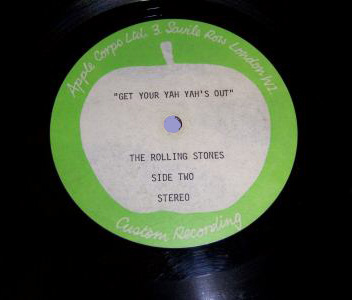 Apple Corps Ltd. 3 Savile Row London W1.
"GET YOUR YAH YAH'S OUT"
THE ROLLING STONES
SIDE TWO
STEREO
Custom Recording